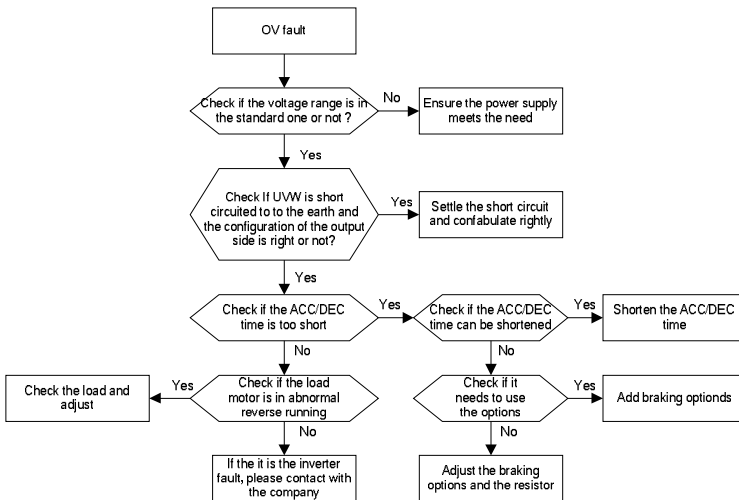 OV fault
Check if the voltage range is in
the standard one or not ?
No
Ensure the power supply
meets the need
Yes
Check If UVW is short
circuited to to the earth and
the configuration of the output
side is right or not?
Yes
Settle the short circuit
and confabulate rightly
Yes
Check if the ACC/DEC
time is too short
Yes
Check if the ACC/DEC
time can be shortened
Yes
Shorten the ACC/DEC
time
No
No
Check the load and
adjust
Yes
Check if the load
motor is in abnormal
reverse running
Check if it
needs to use
the options
Yes
Add braking optionds
No
No
If the it is the inverter
fault, please contact with
the company
Adjust the braking
options and the resistor